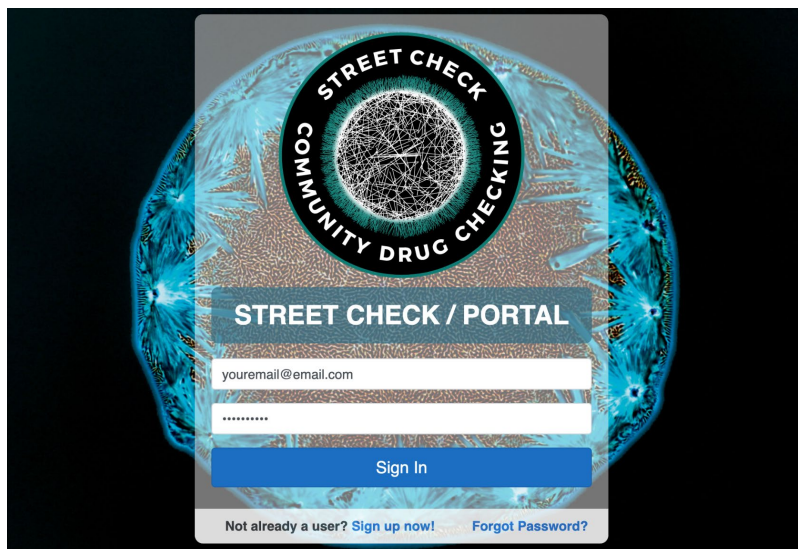 STREET CHECK
COMMUNITY DRUG CHECKING
STREET CHECK / PORTAL
youremail@email.com
••••••••••
Sign In
Not already a user? Sign up now! Forgot Password?